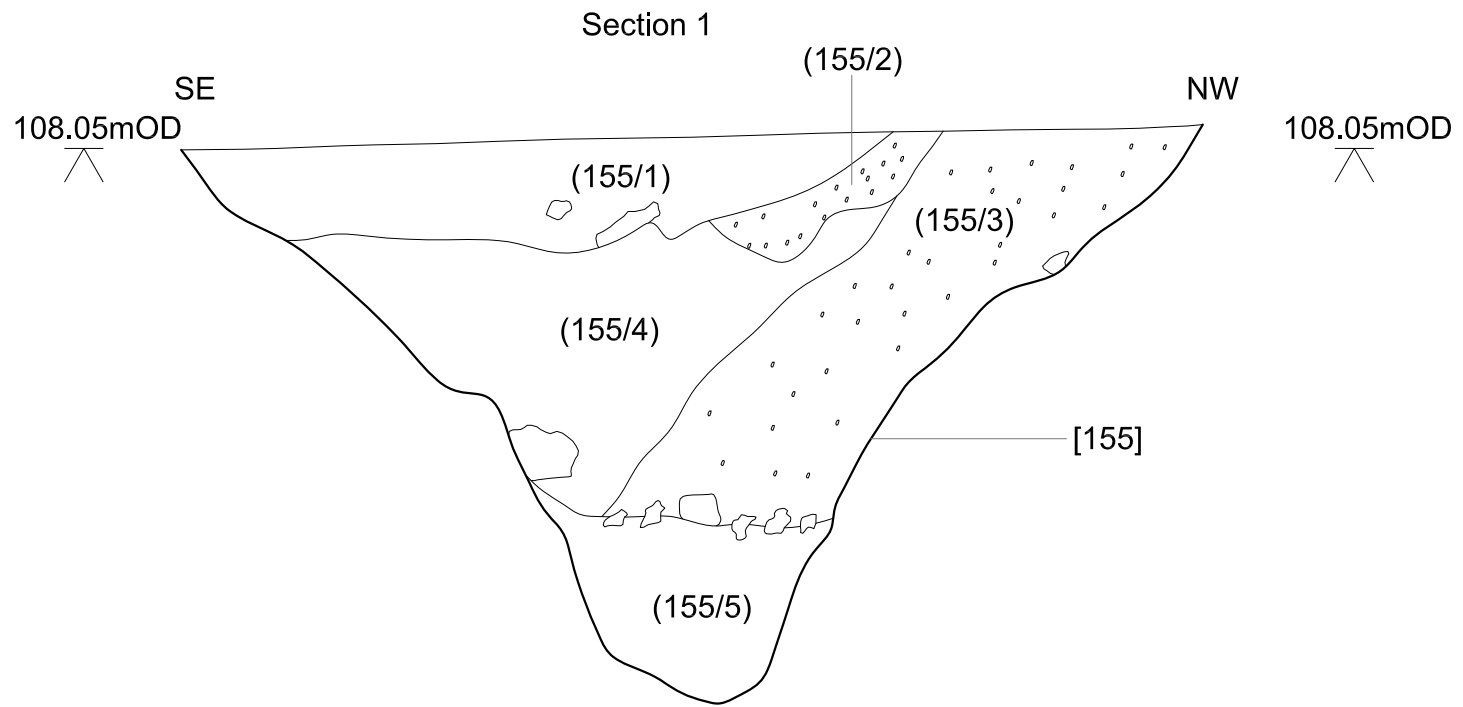 Section 1
(155/2)
SE
NW
108.05mOD
108.05mOD
(155/1)
(155/3)
(155/4)
[155]
(155/5)